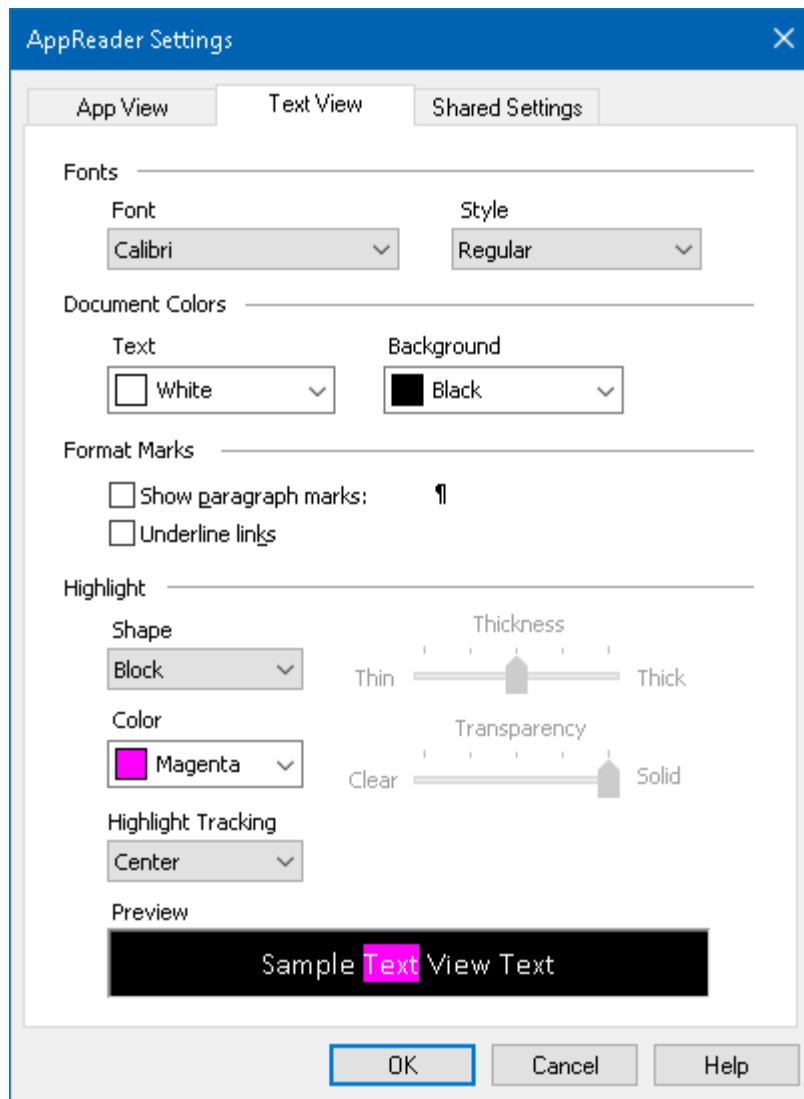 AppReader Settings
App View Text View Shared Settings
Fonts
Font Style
Calibri Regular
Document Colors
Text Background
White Black
Format Marks
Show paragraph marks: ¶
Underline links
Highlight
Shape Thickness
Block Thin Thick
Color Transparency
Magenta Clear Solid
Highlight Tracking
Center
Preview
Sample Text View Text
OK Cancel Help